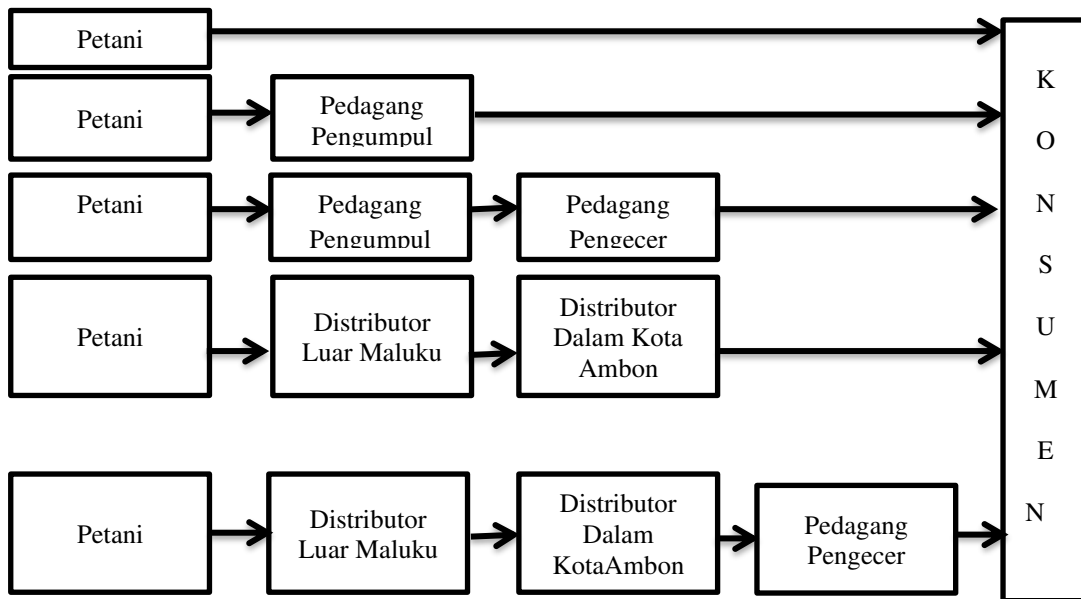 Petani
Petani
Pedagang
Pengumpul
Petani
Pedagang
Pengumpul
Pedagang
Pengecer
Petani
Distributor
Luar Maluku
Distributor
Dalam Kota
Ambon
Petani
Distributor
Luar Maluku
Distributor
Dalam
KotaAmbon
Pedagang
Pengecer
K
O
N
S
U
M
E
N